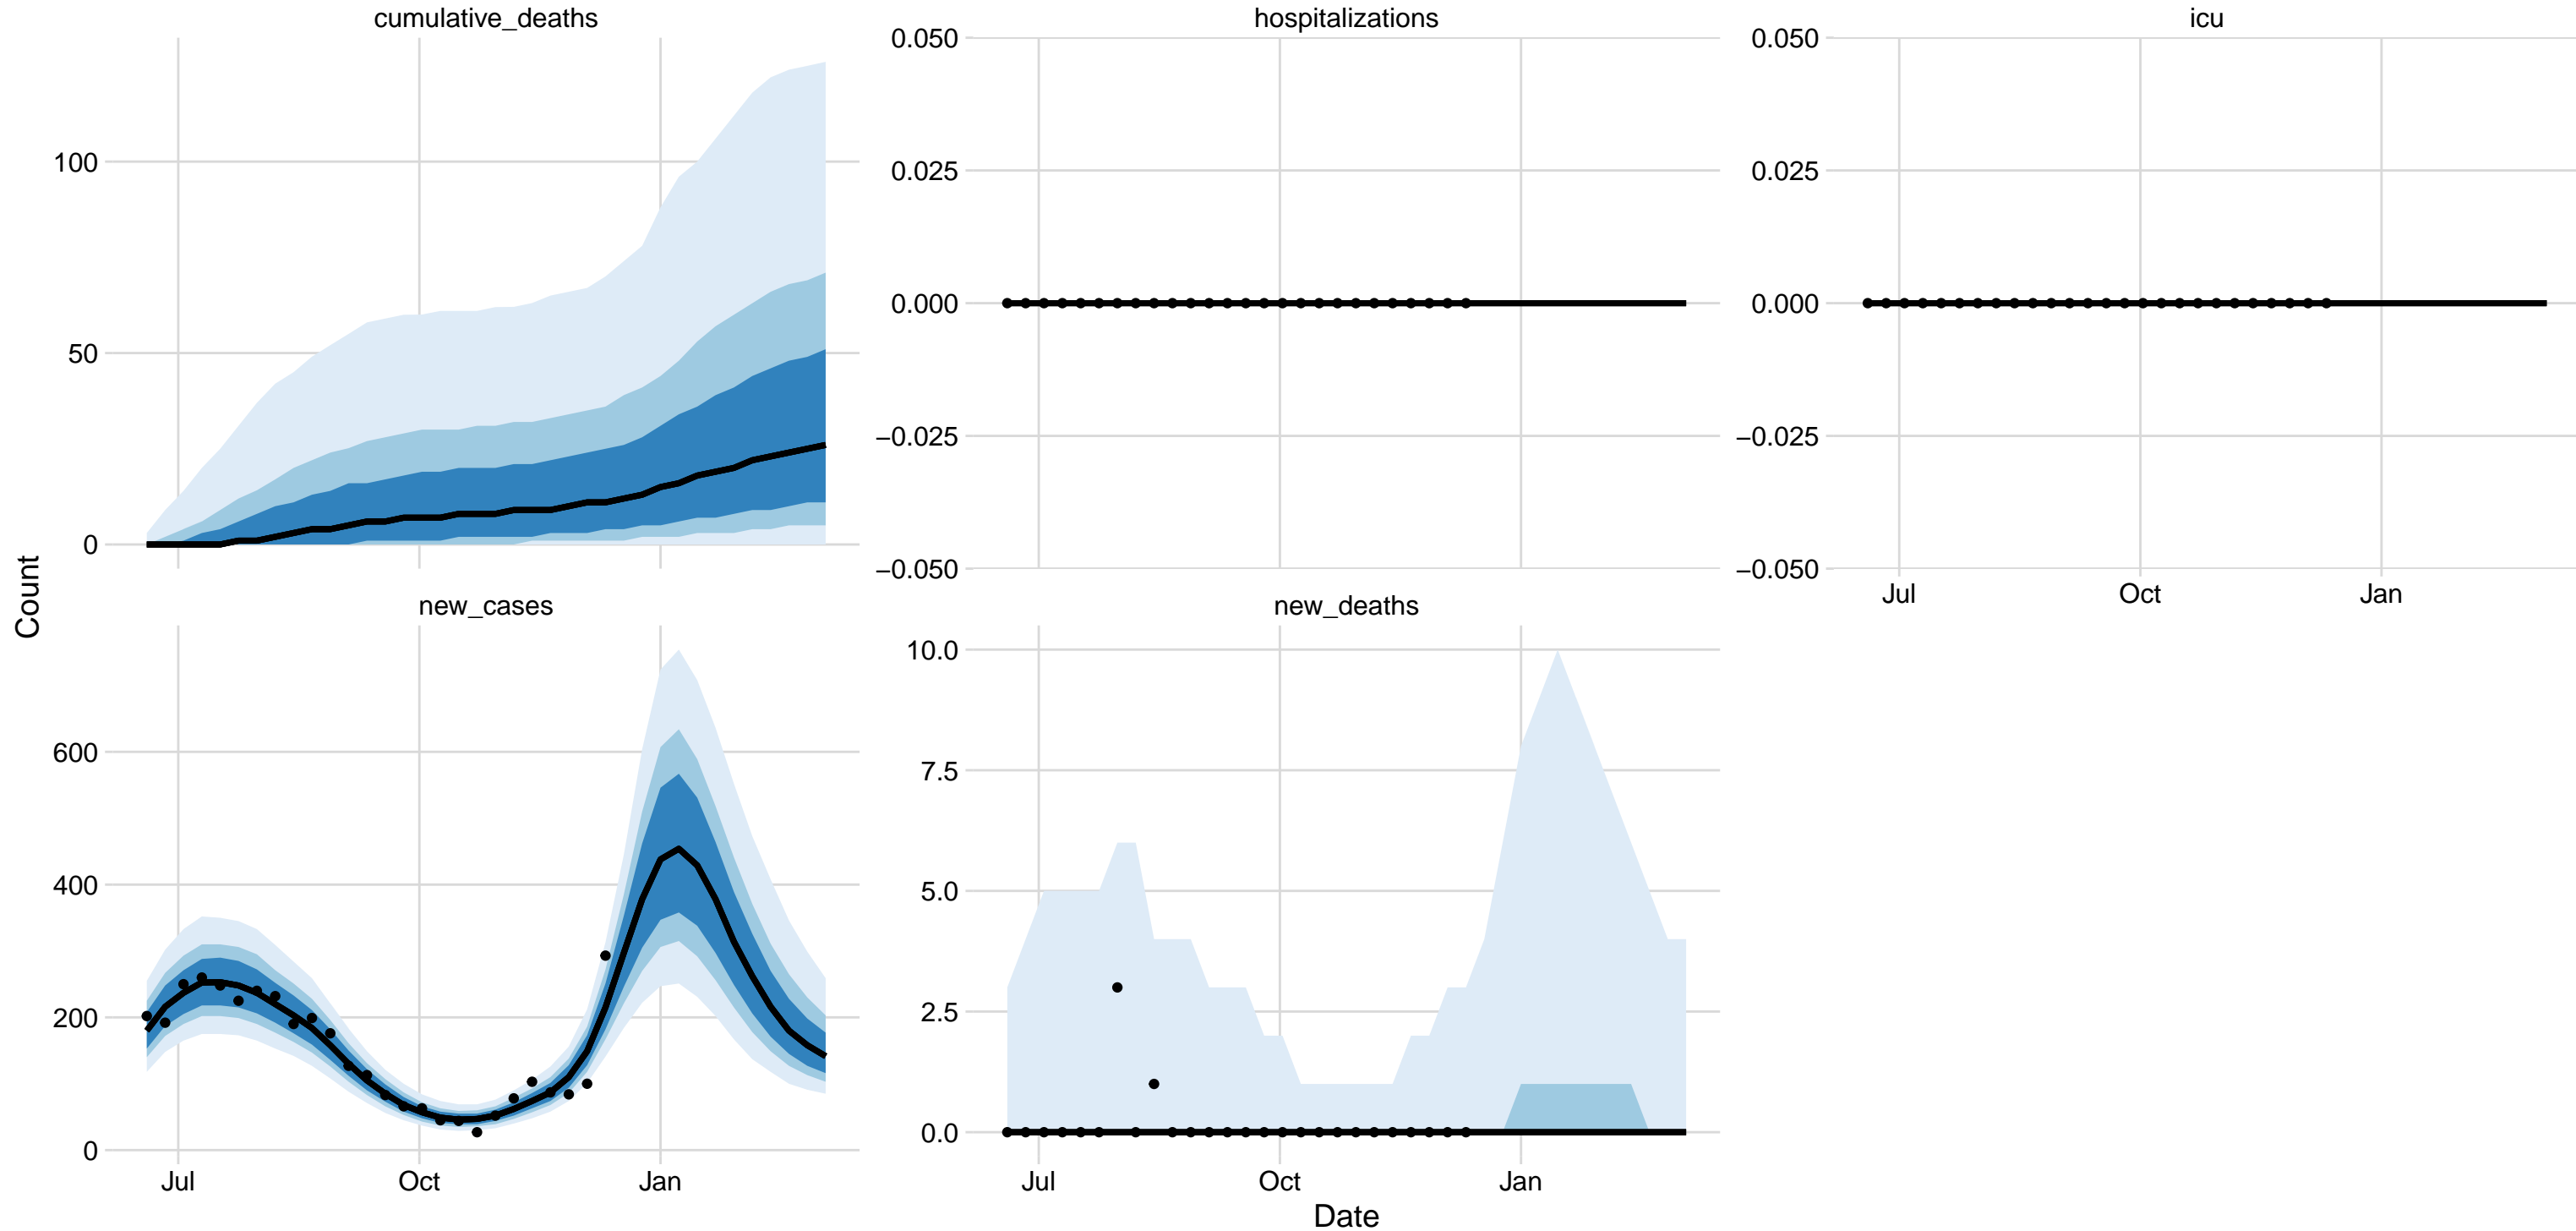 cumulative_deaths
hospitalizations
icu
100
50
0
0.050
0.025
0.000
−0.025
−0.050
0.050
0.025
0.000
−0.025
−0.050
Jul Oct Jan
Count
new_cases
new_deaths
600
400
200
0
10.0
7.5
5.0
2.5
0.0
Jul Oct Jan
Jul Oct Jan
Date